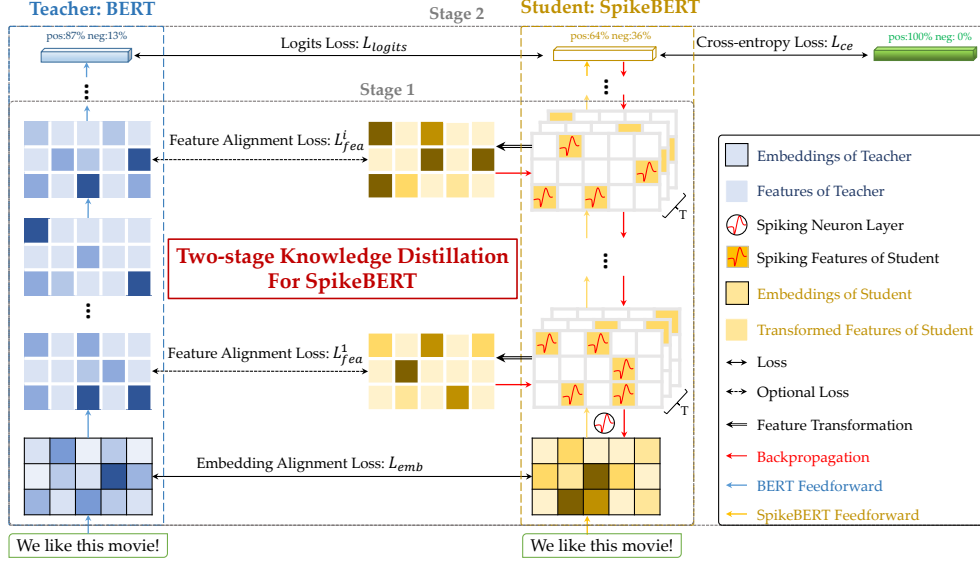 Teacher: BERT
Stage 2
Student: SpikeBERT
pos:87% neg:13%
Logits Loss: L_logits
pos:64% neg:36%
Cross-entropy Loss: L_ce
pos:100% neg: 0%
Stage 1
Feature Alignment Loss: L^i_fea
T
Two-stage Knowledge Distillation
For SpikeBERT
Feature Alignment Loss: L^1_fea
T
Embedding Alignment Loss: L_emb
We like this movie!
We like this movie!
Embeddings of Teacher
Features of Teacher
Spiking Neuron Layer
Spiking Features of Student
Embeddings of Student
Transformed Features of Student
Loss
Optional Loss
Feature Transformation
Backpropagation
BERT Feedforward
SpikeBERT Feedforward